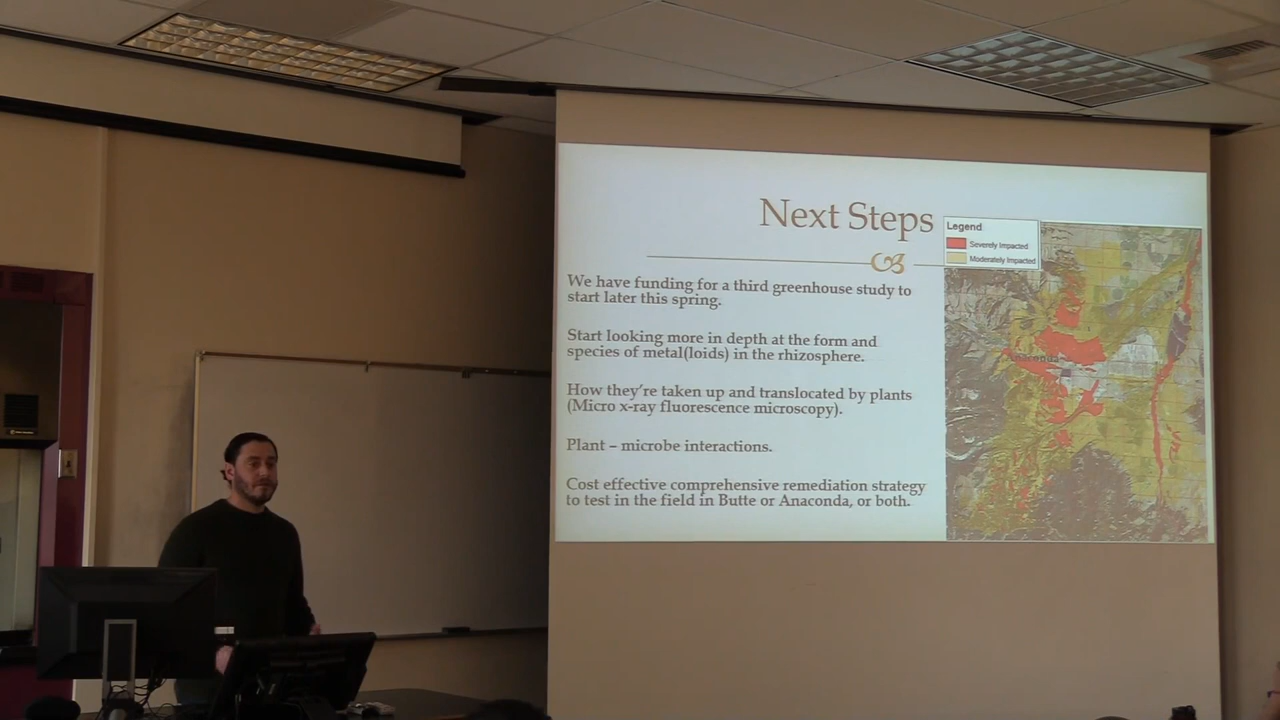 Next Steps
Legend
Severely Impacted
Moderately Impacted
We have funding for a third greenhouse study to
start later this spring.
Start looking more in depth at the form and
species of metal(loids) in the rhizosphere.
Anaconda
How they're taken up and translocated by plants
(Micro x-ray fluorescence microscopy).
Plant – microbe interactions.
Cost effective comprehensive remediation strategy
to test in the field in Butte or Anaconda, or both.